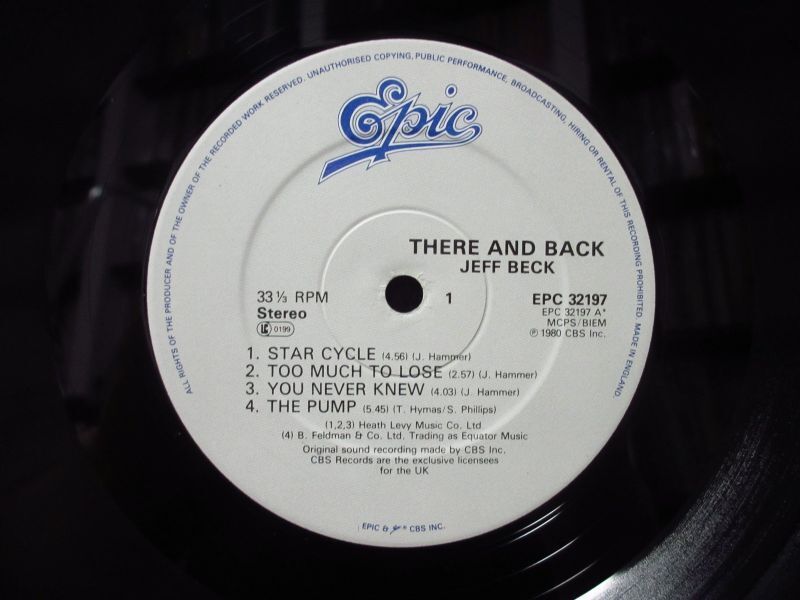 ALL RIGHTS OF THE PRODUCER AND OF THE OWNER OF THE RECORDED WORK RESERVED. UNAUTHORISED COPYING, PUBLIC PERFORMANCE, BROADCASTING, HIRING OR RENTAL OF THIS RECORDING PROHIBITED. MADE IN ENGLAND.
Epic
THERE AND BACK
JEFF BECK
33⅓ RPM
Stereo
LC 0199
1
EPC 32197
EPC 32197 A*
MCPS/BIEM
℗ 1980 CBS Inc.
1. STAR CYCLE (4.56) (J. Hammer)
2. TOO MUCH TO LOSE (2.57) (J. Hammer)
3. YOU NEVER KNEW (4.03) (J. Hammer)
4. THE PUMP (5.45) (T. Hymas/S. Phillips)
(1,2,3) Heath Levy Music Co. Ltd
(4) B. Feldman & Co. Ltd. Trading as Equator Music
Original sound recording made by CBS Inc.
CBS Records are the exclusive licensees
for the UK
EPIC & CBS INC.